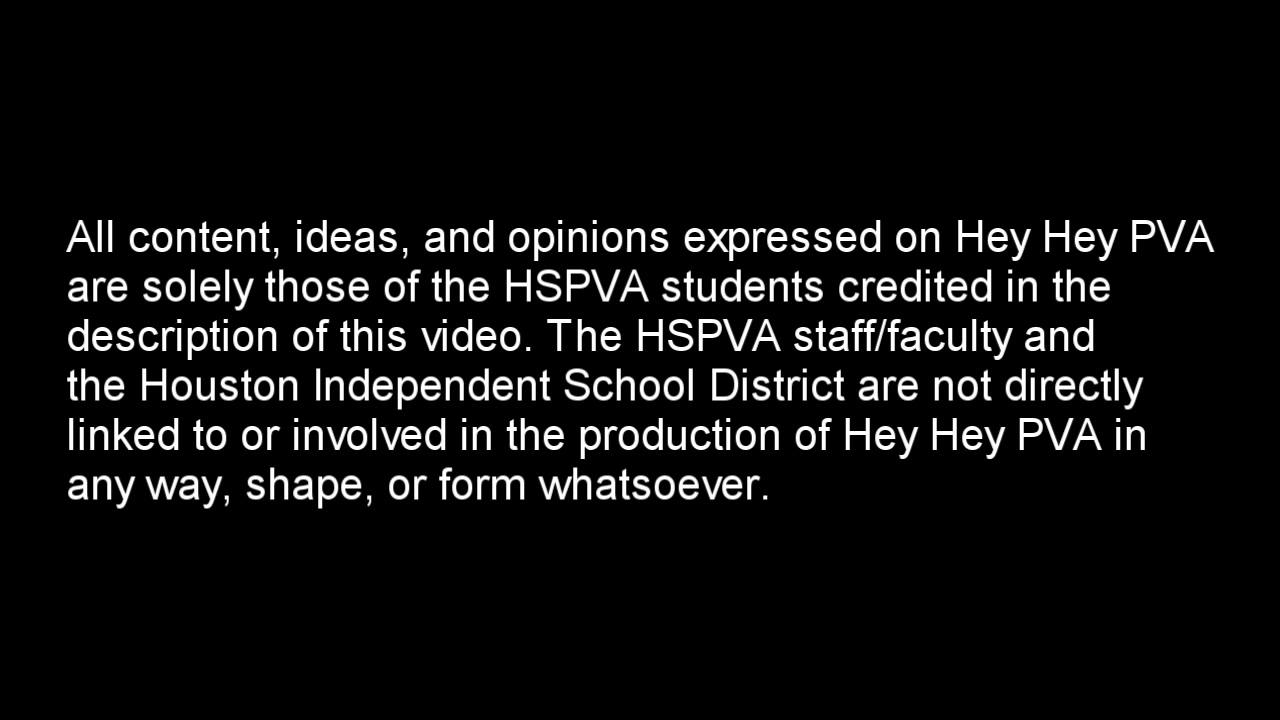 All content, ideas, and opinions expressed on Hey Hey PVA
are solely those of the HSPVA students credited in the
description of this video. The HSPVA staff/faculty and
the Houston Independent School District are not directly
linked to or involved in the production of Hey Hey PVA in
any way, shape, or form whatsoever.